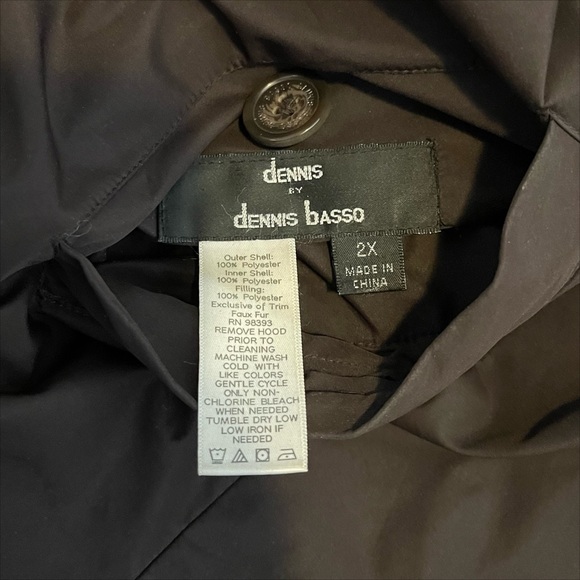 dENNIS
BY
dENNIS basso
2X
MADE IN
CHINA
Outer Shell:
100% Polyester
Inner Shell:
100% Polyester
Filling:
100% Polyester
Exclusive of Trim
Faux Fur
RN 98393
REMOVE HOOD
PRIOR TO
CLEANING
MACHINE WASH
COLD WITH
LIKE COLORS
GENTLE CYCLE
ONLY NON-
CHLORINE BLEACH
WHEN NEEDED
TUMBLE DRY LOW
LOW IRON IF
NEEDED